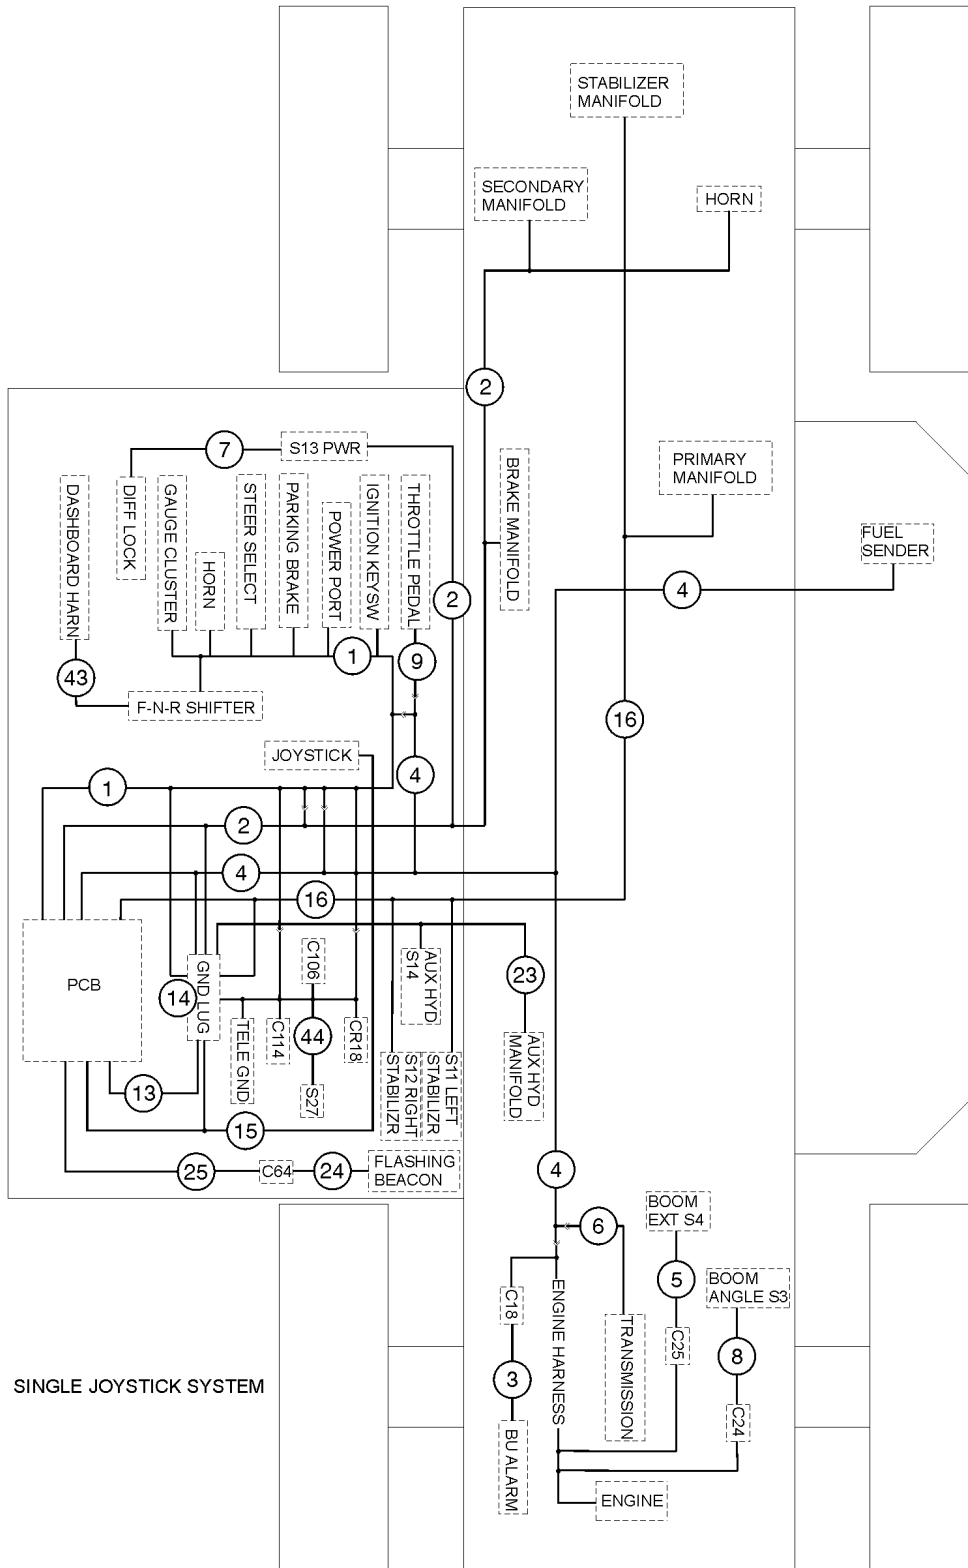 STABILIZER
MANIFOLD
SECONDARY
MANIFOLD
HORN
2
7
S13 PWR
PRIMARY
MANIFOLD
DASHBOARD HARN
DIFF LOCK
GAUGE CLUSTER
HORN
STEER SELECT
PARKING BRAKE
POWER PORT
IGNITION KEYSW
THROTTLE PEDAL
BRAKE MANIFOLD
FUEL
SENDER
4
2
1
9
43
F-N-R SHIFTER
16
JOYSTICK
4
1
2
4
16
PCB
GND LUG
14
C106
AUX HYD
S14
23
TELE GND
C114
44
CR18
S27
S12 RIGHT
STABILIZR
S11 LEFT
STABILIZR
AUX HYD
MANIFOLD
13
15
25
C64
24
FLASHING
BEACON
4
6
BOOM
EXT S4
5
BOOM
ANGLE S3
C18
ENGINE HARNESS
TRANSMISSION
C25
8
3
C24
BU ALARM
ENGINE
SINGLE JOYSTICK SYSTEM